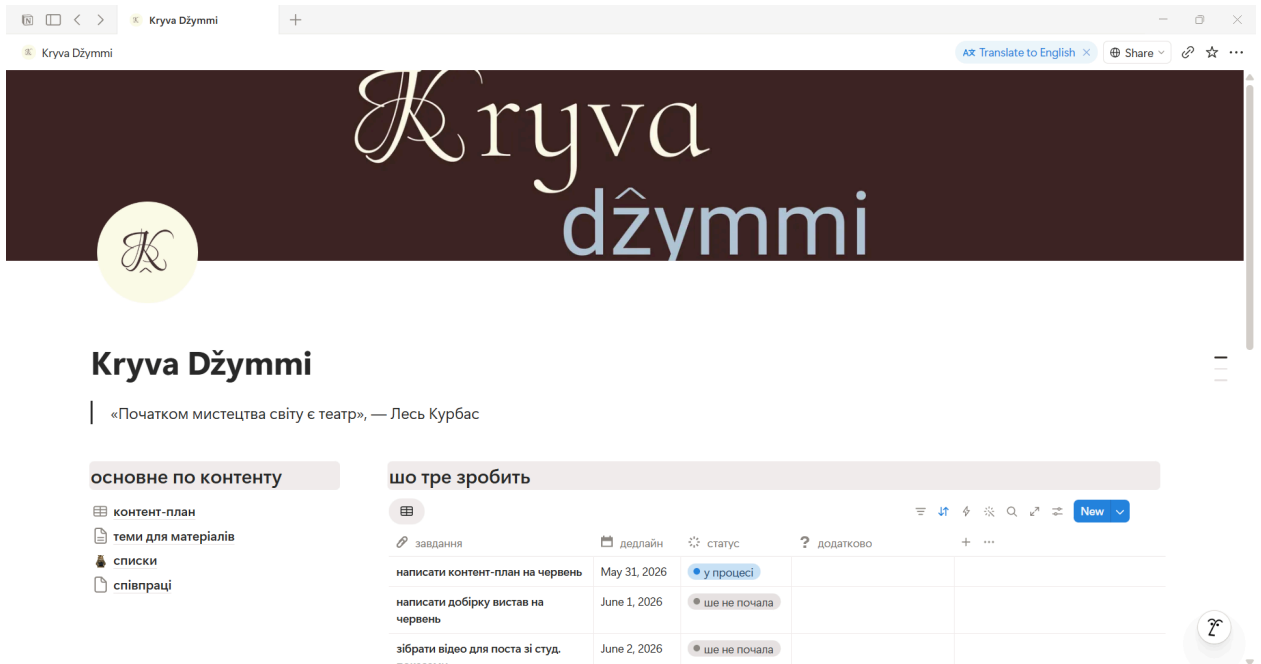 Kryva Džymmi
Kryva Džymmi
Translate to English
Share
Kryva
dẑymmi
Kryva Džymmi
«Початком мистецтва світу є театр», — Лесь Курбас
основне по контенту
контент-план
теми для матеріалів
списки
співпраці
шо тре зробить
New
завдання
дедлайн
статус
додатково
написати контент-план на червень
May 31, 2026
у процесі
написати добірку вистав на
червень
June 1, 2026
ше не почала
зібрати відео для поста зі студ.
June 2, 2026
ше не почала